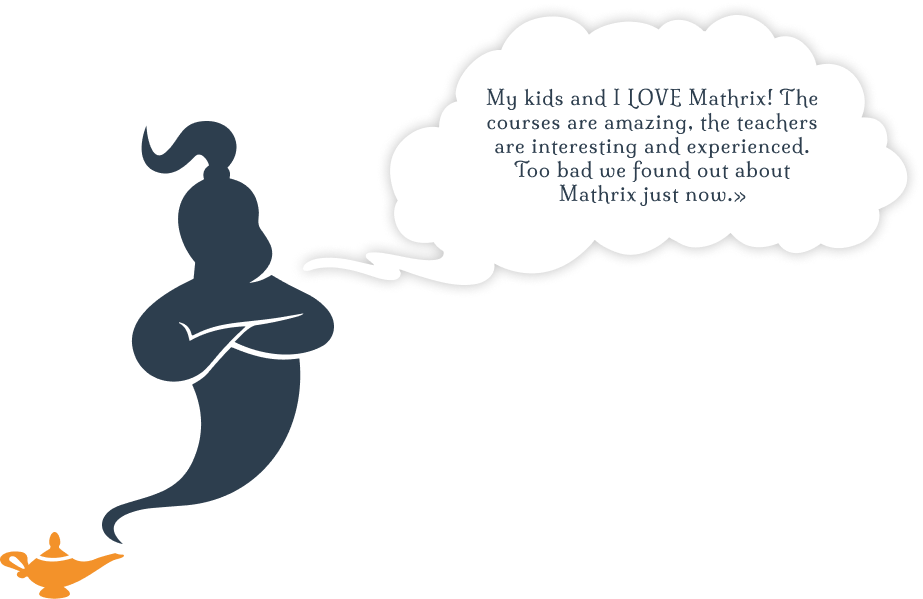 My kids and I LOVE Mathrix! The
courses are amazing, the teachers
are interesting and experienced.
Too bad we found out about
Mathrix just now.»